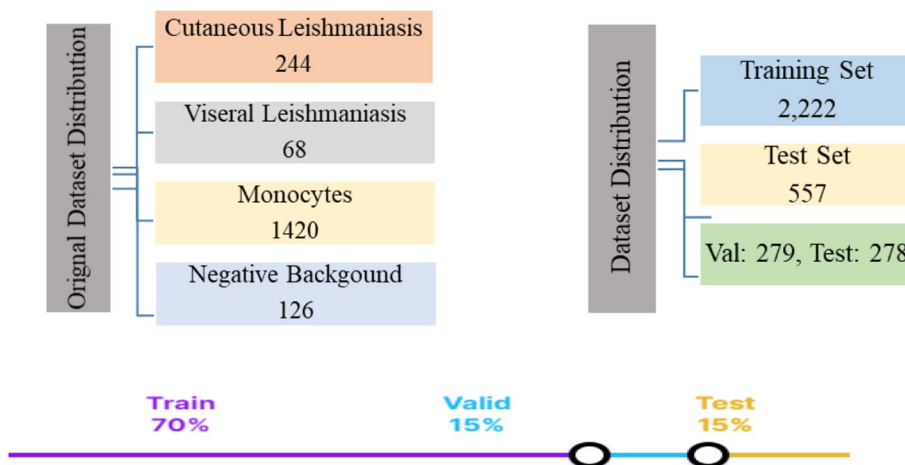 Orignal Dataset Distribution
Cutaneous Leishmaniasis
244
Viseral Leishmaniasis
68
Monocytes
1420
Negative Backgound
126
Dataset Distribution
Training Set
2,222
Test Set
557
Val: 279, Test: 278
Train
70%
Valid
15%
Test
15%